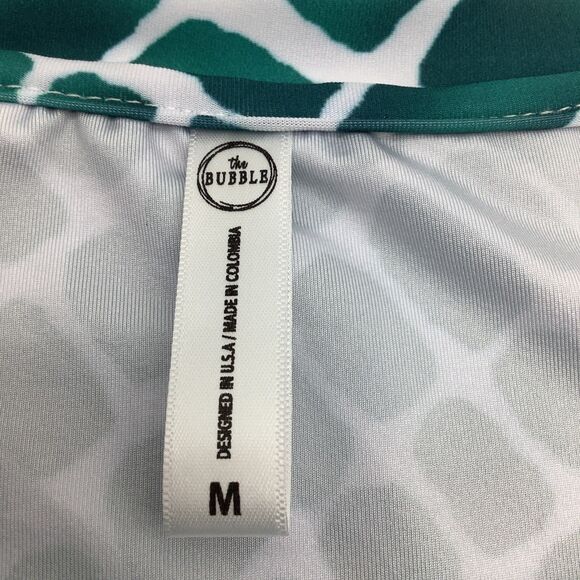 the
BUBBLE
DESIGNED IN U.S.A / MADE IN COLOMBIA
M